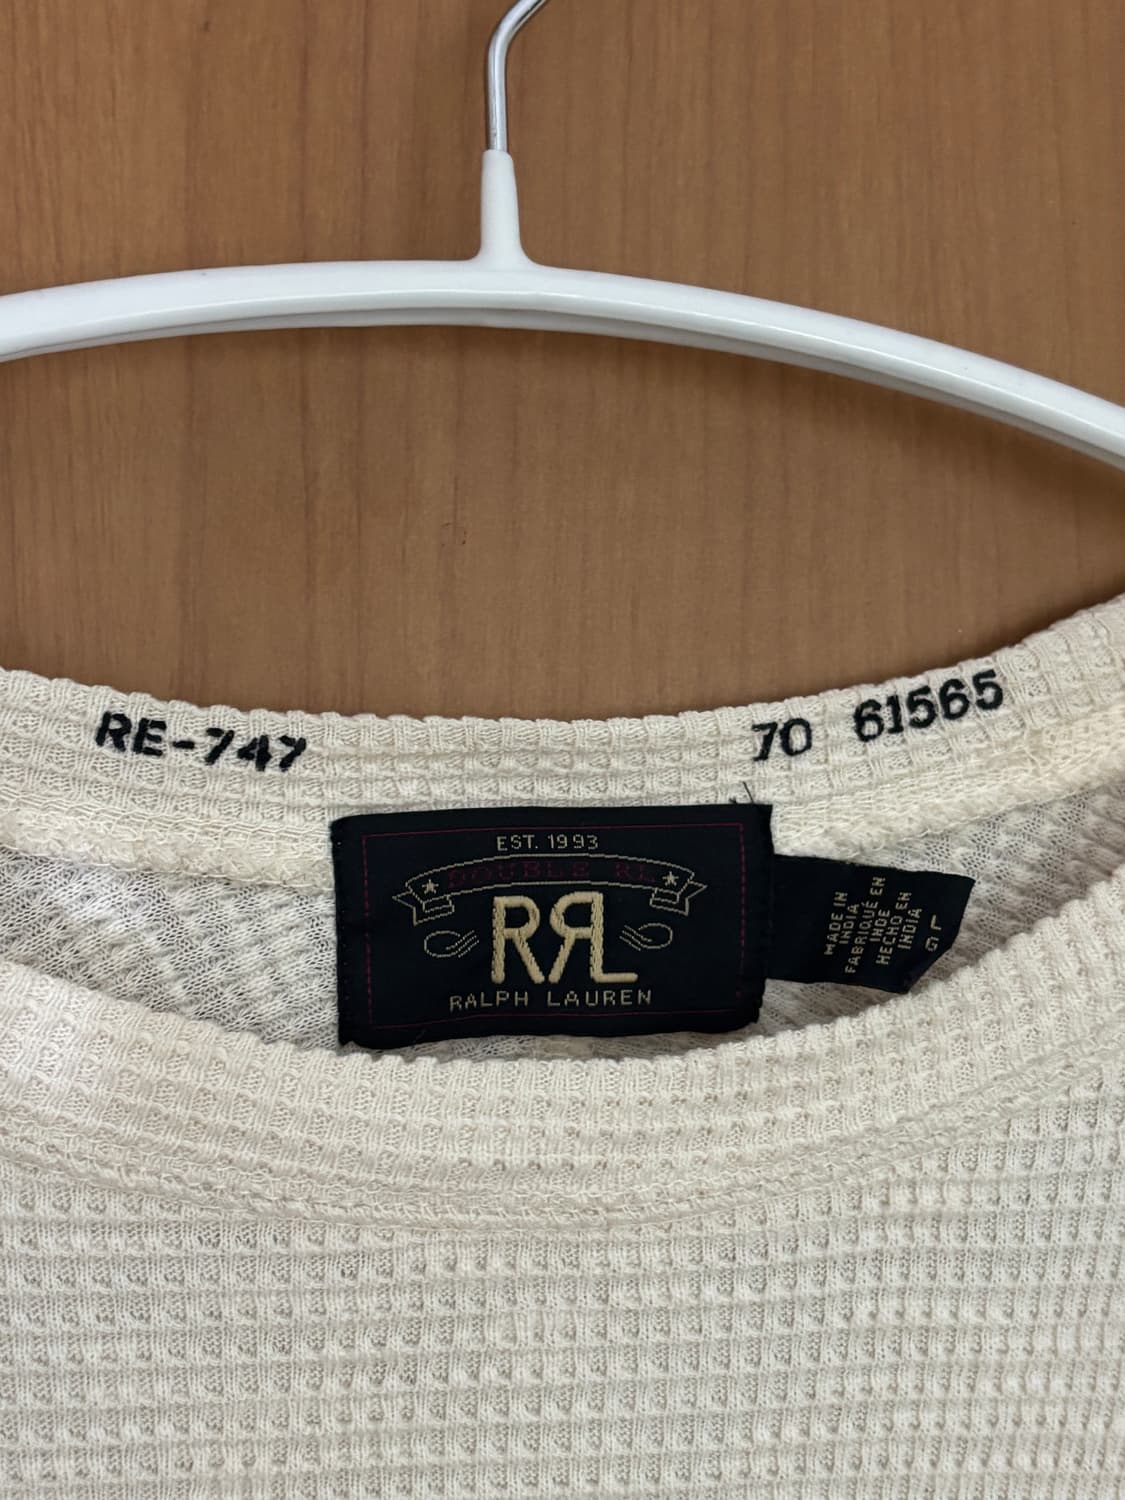 RE-747
70 61565
EST. 1993
DOUBLE RL
RRL
RALPH LAUREN
MADE IN
INDIA
FABRIQUÉ EN
INDE
HECHO EN
INDIA
G L